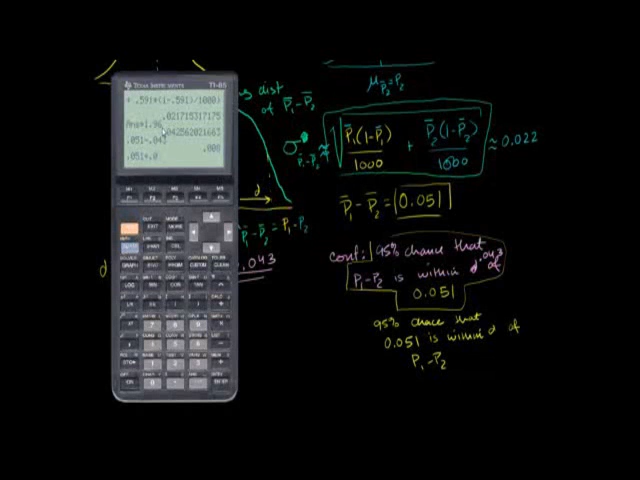 TEXAS INSTRUMENTS TI-85
+ .591*(1-.591)/1000)
.021715317175
Ans*1.96
.042562021663
.051-.043
.008
.051+.0
dist
of P̄₁-P̄₂
μ P̄₂=P₂
σ P̄₁-P̄₂ ≈ √ P̄₁(1-P̄₁)/1000 + P̄₂(1-P̄₂)/1000 ≈ 0.022
P̄₁-P̄₂ = 0.051
d
P̄₁-P̄₂ = P₁-P₂
d
.043
conf: 95% chance that
P₁-P₂ is within d .043 of
0.051
95% chance that
0.051 is within d of
P₁-P₂